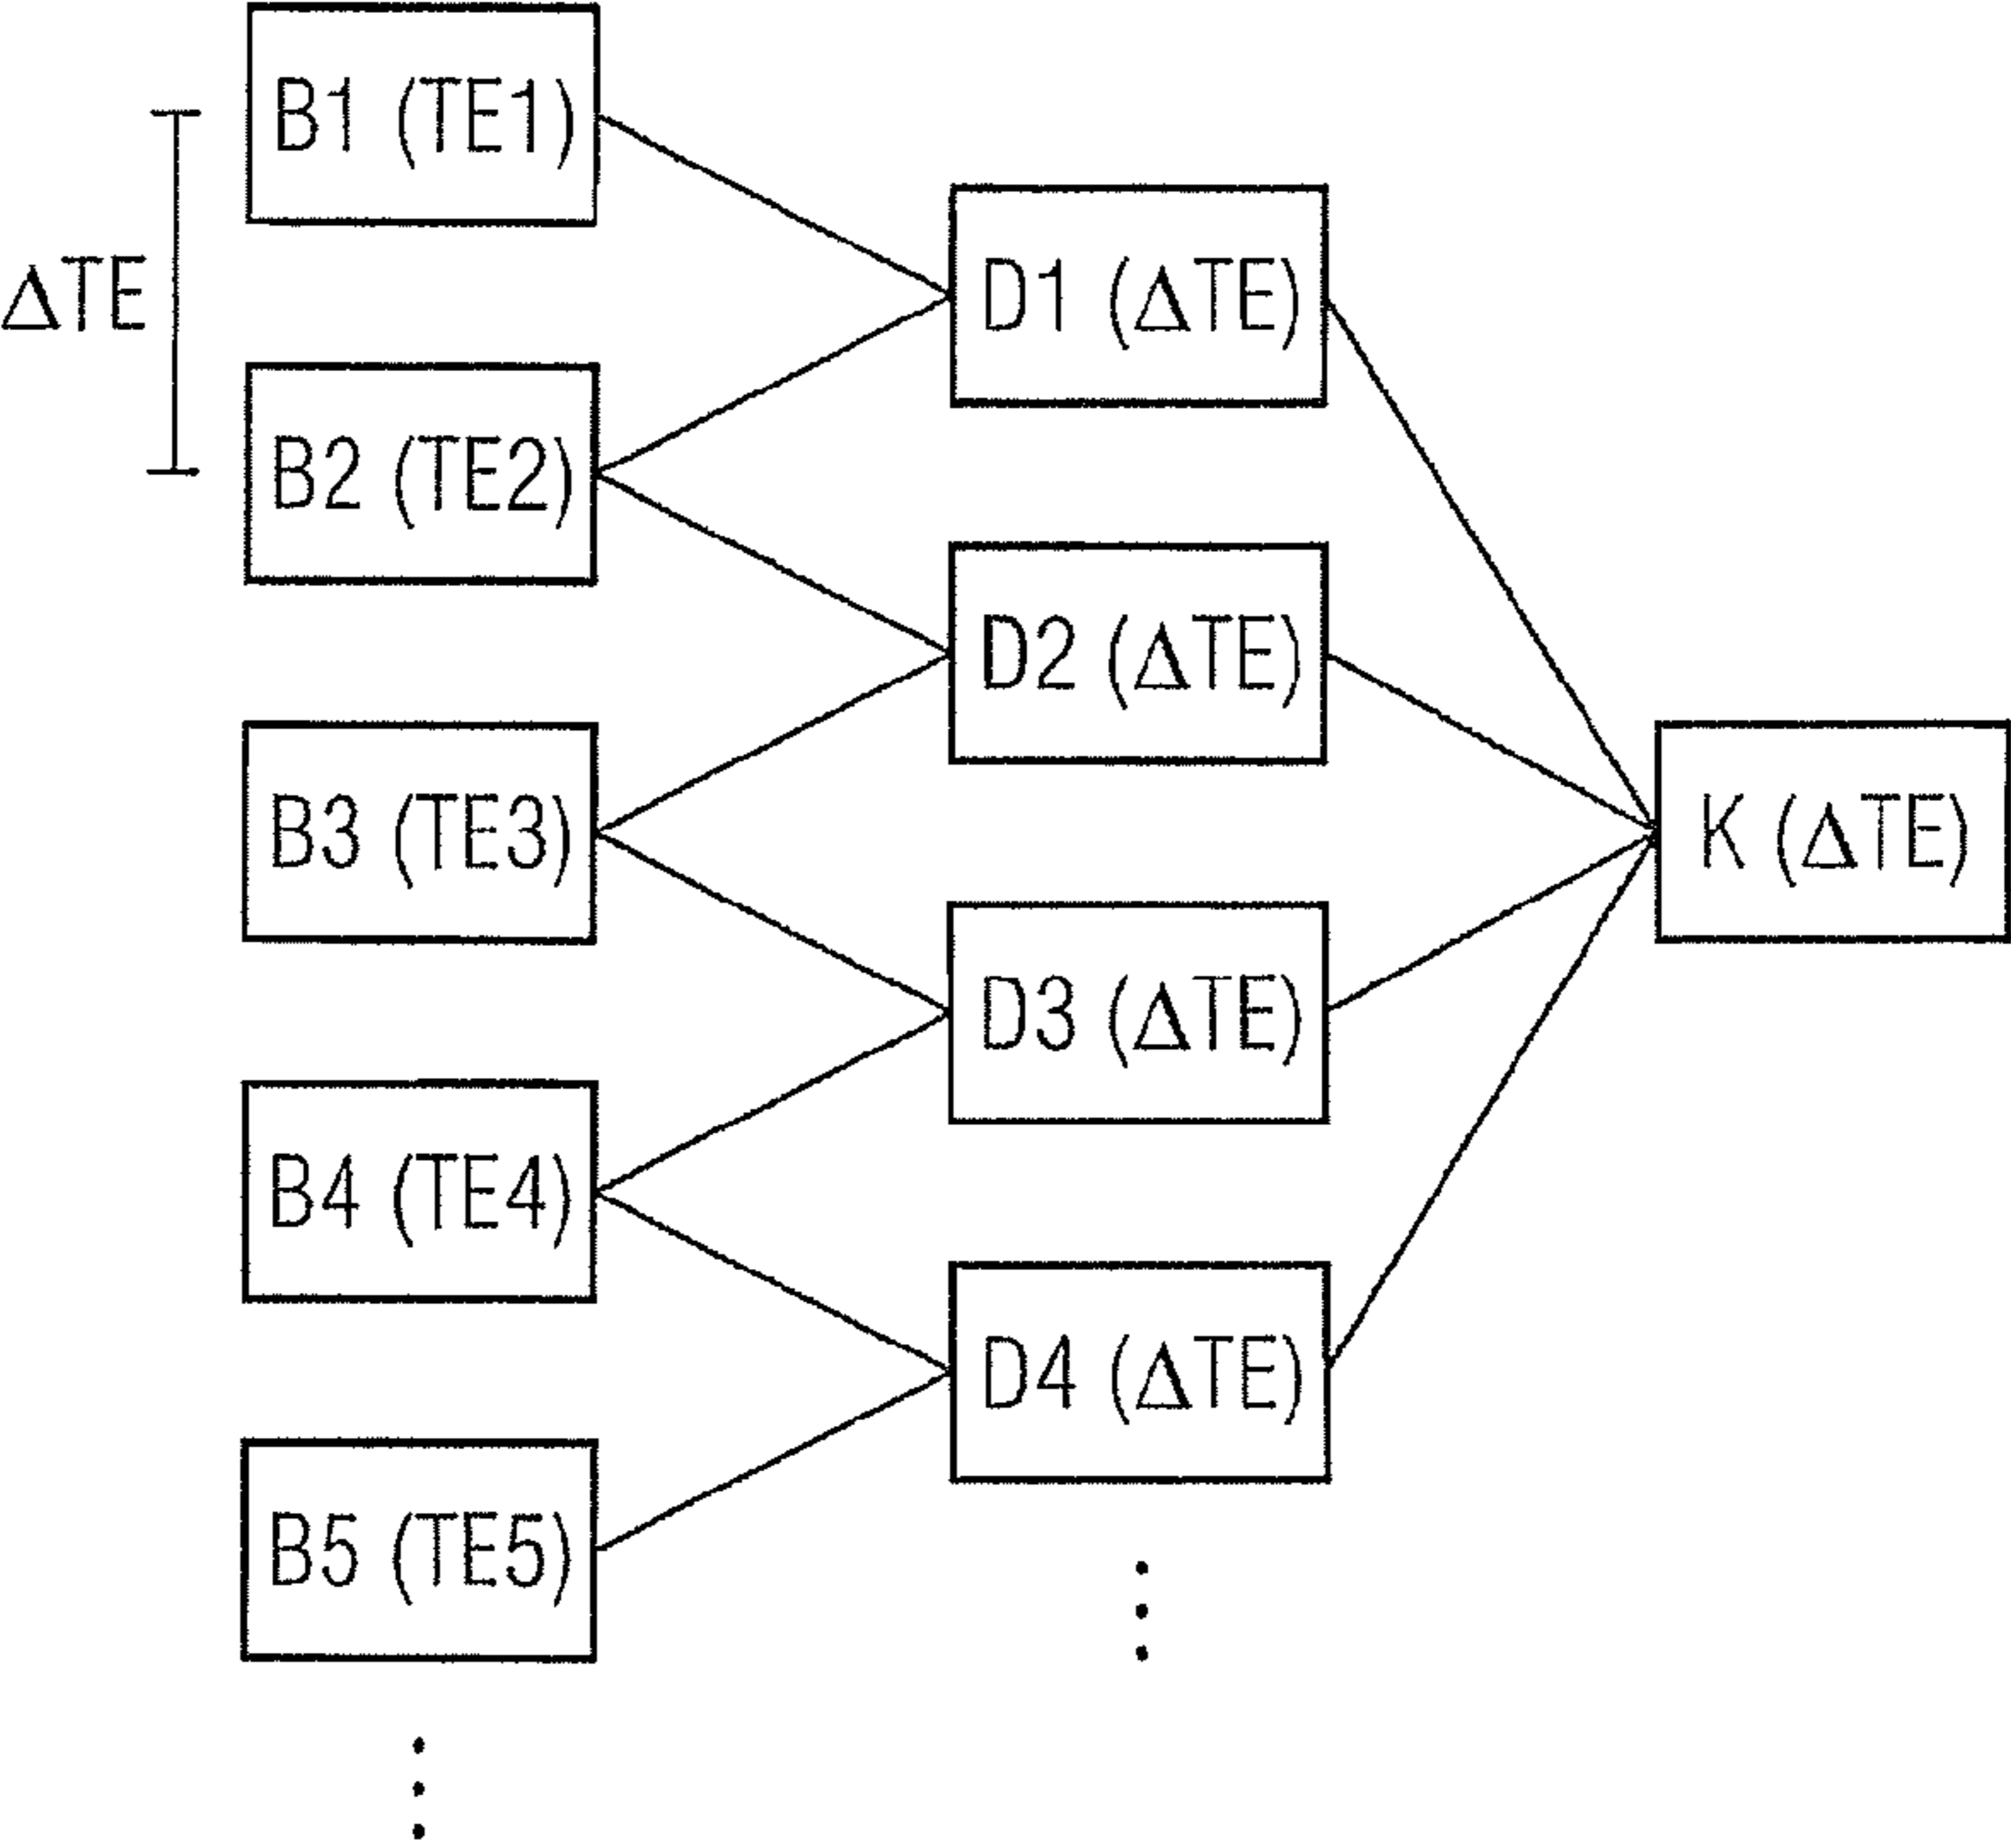 B1 (TE1)
ΔTE
D1 (ΔTE)
B2 (TE2)
D2 (ΔTE)
B3 (TE3)
K (ΔTE)
D3 (ΔTE)
B4 (TE4)
D4 (ΔTE)
B5 (TE5)